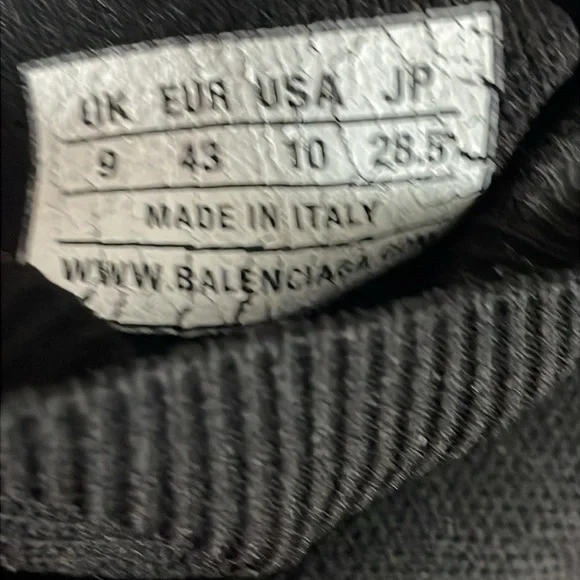 UK EUR USA JP
9 43 10 28.5
MADE IN ITALY
WWW.BALENCIAGA.COM